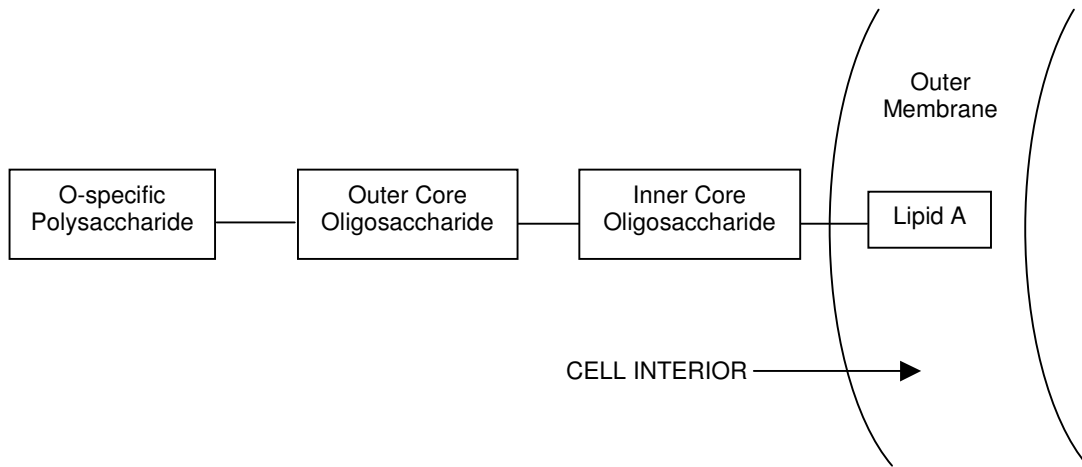 Outer
Membrane
O-specific
Polysaccharide
Outer Core
Oligosaccharide
Inner Core
Oligosaccharide
Lipid A
CELL INTERIOR